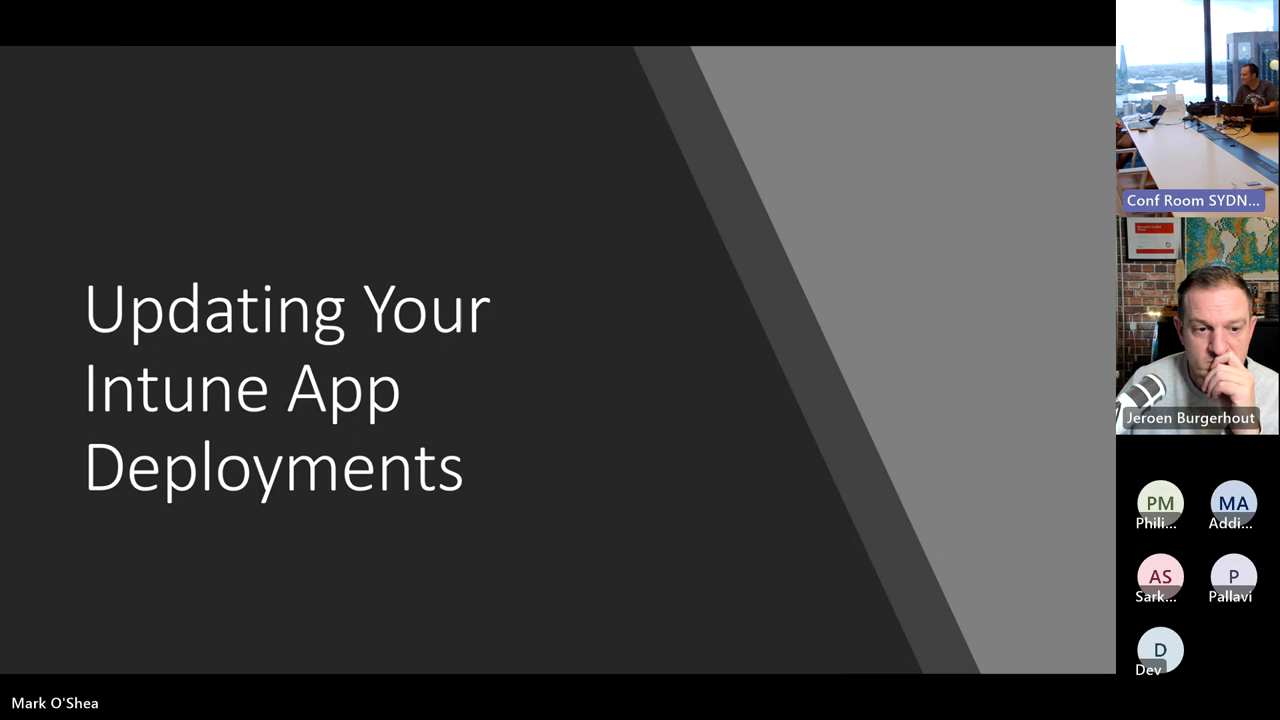 Updating Your
Intune App
Deployments
Conf Room SYDN...
Jeroen Burgerhout
PM
MA
Phili...
Addi...
AS
P
Sark...
Pallavi
D
Dev
Mark O'Shea